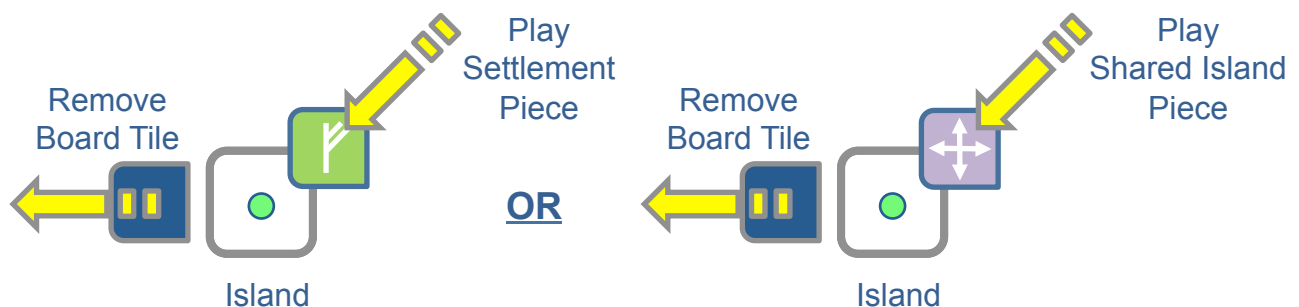 Play
Settlement
Piece
Remove
Board Tile
Island
OR
Play
Shared Island
Piece
Remove
Board Tile
Island